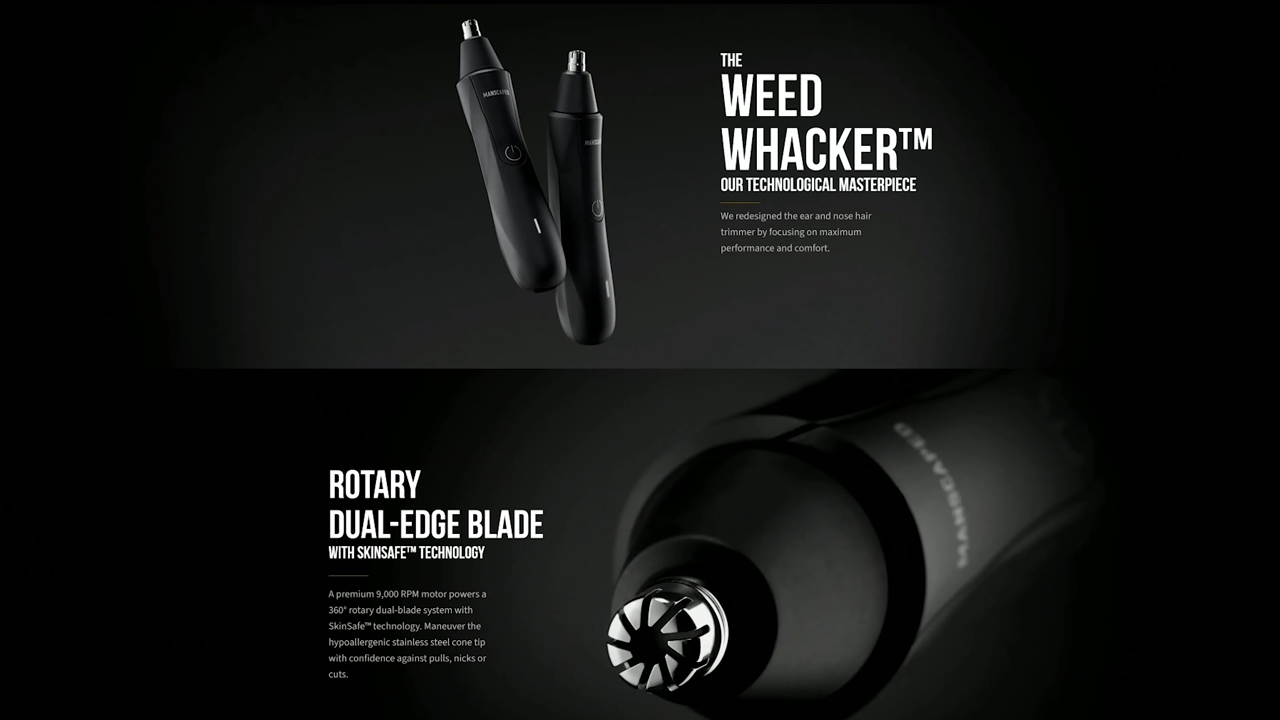 MANSCAPED
THE
WEED
WHACKER™
OUR TECHNOLOGICAL MASTERPIECE
We redesigned the ear and nose hair
trimmer by focusing on maximum
performance and comfort.
ROTARY
DUAL-EDGE BLADE
WITH SKINSAFE™ TECHNOLOGY
A premium 9,000 RPM motor powers a
360° rotary dual-blade system with
SkinSafe™ technology. Maneuver the
hypoallergenic stainless steel cone tip
with confidence against pulls, nicks or
cuts.
MANSCAPED